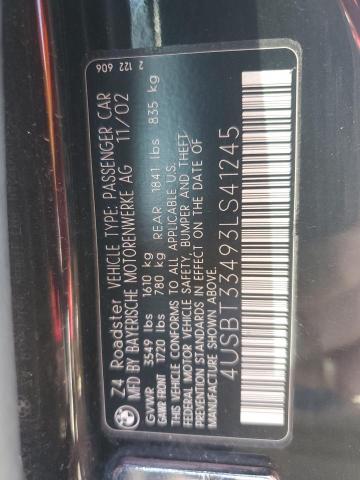 2 122 606
Z4 Roadster VEHICLE TYPE: PASSENGER CAR
MFD BY BAYERISCHE MOTORENWERKE AG 11/02
GVWR 3549 lbs 1610 kg
GAWR FRONT 1720 lbs 780 kg REAR 1841 lbs 835 kg
THIS VEHICLE CONFORMS TO ALL APPLICABLE U.S.
FEDERAL MOTOR VEHICLE SAFETY, BUMPER AND THEFT
PREVENTION STANDARDS IN EFFECT ON THE DATE OF
MANUFACTURE SHOWN ABOVE.
4USBT33493LS41245